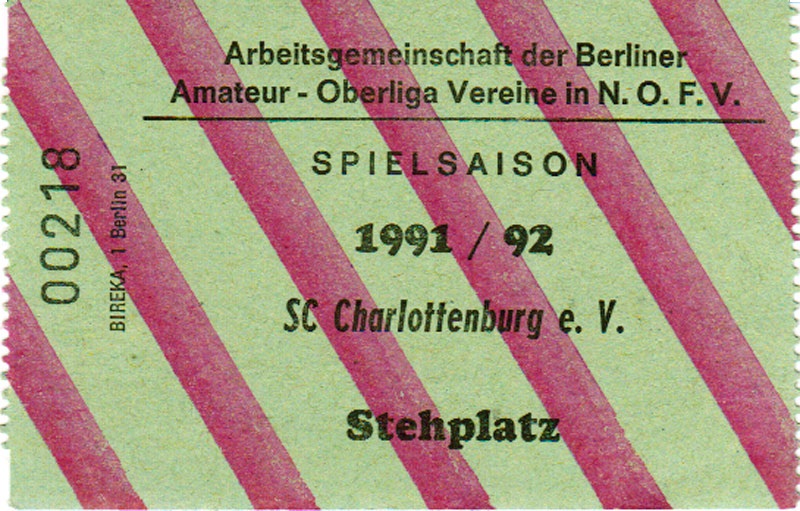 Arbeitsgemeinschaft der Berliner
Amateur - Oberliga Vereine in N. O. F. V.
SPIELSAISON
1991 / 92
SC Charlottenburg e. V.
Stehplatz
00218
BIREKA, 1 Berlin 31